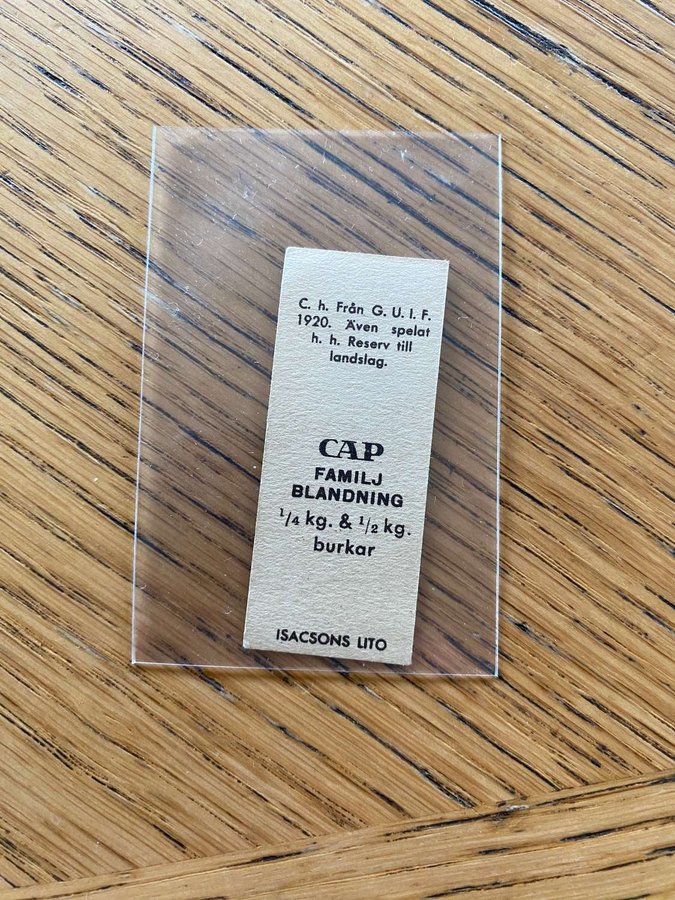 C. h. Från G. U. I. F.
1920. Även spelat
h. h. Reserv till
landslag.
CAP
FAMILJ
BLANDNING
1/4 kg. & 1/2 kg.
burkar
ISACSONS LITO